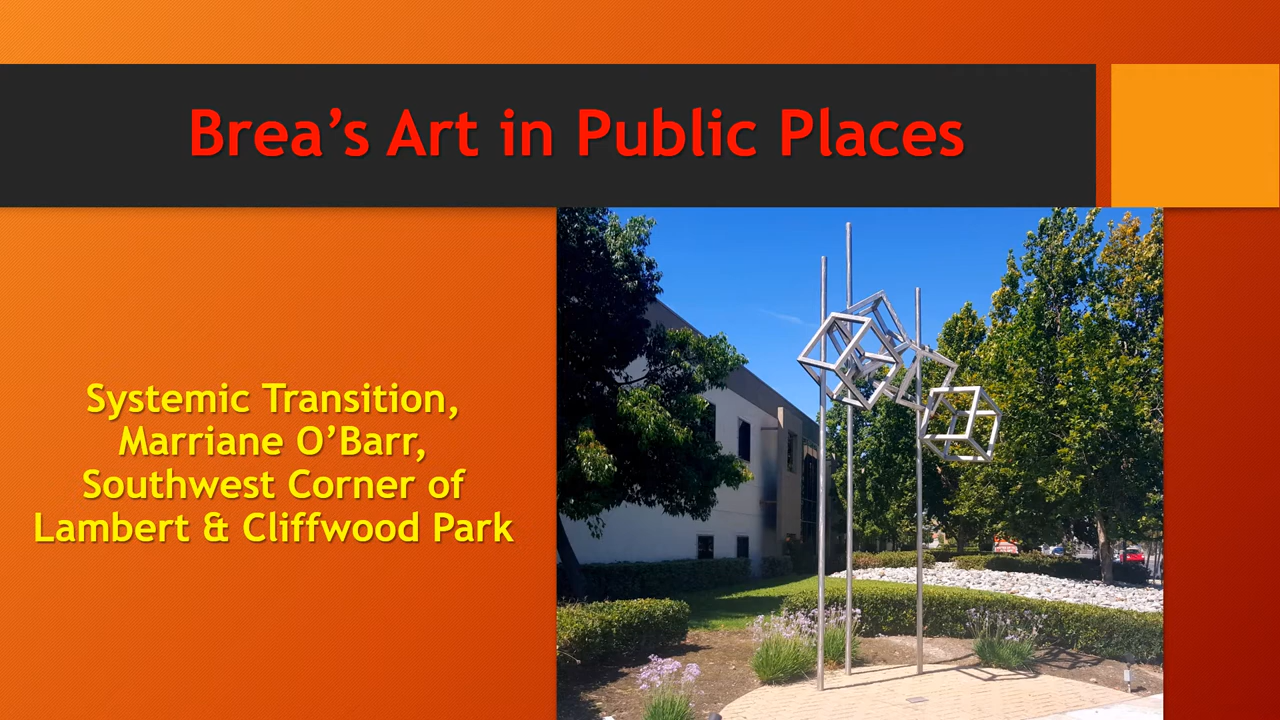 Brea’s Art in Public Places
Systemic Transition,
Marriane O’Barr,
Southwest Corner of
Lambert & Cliffwood Park